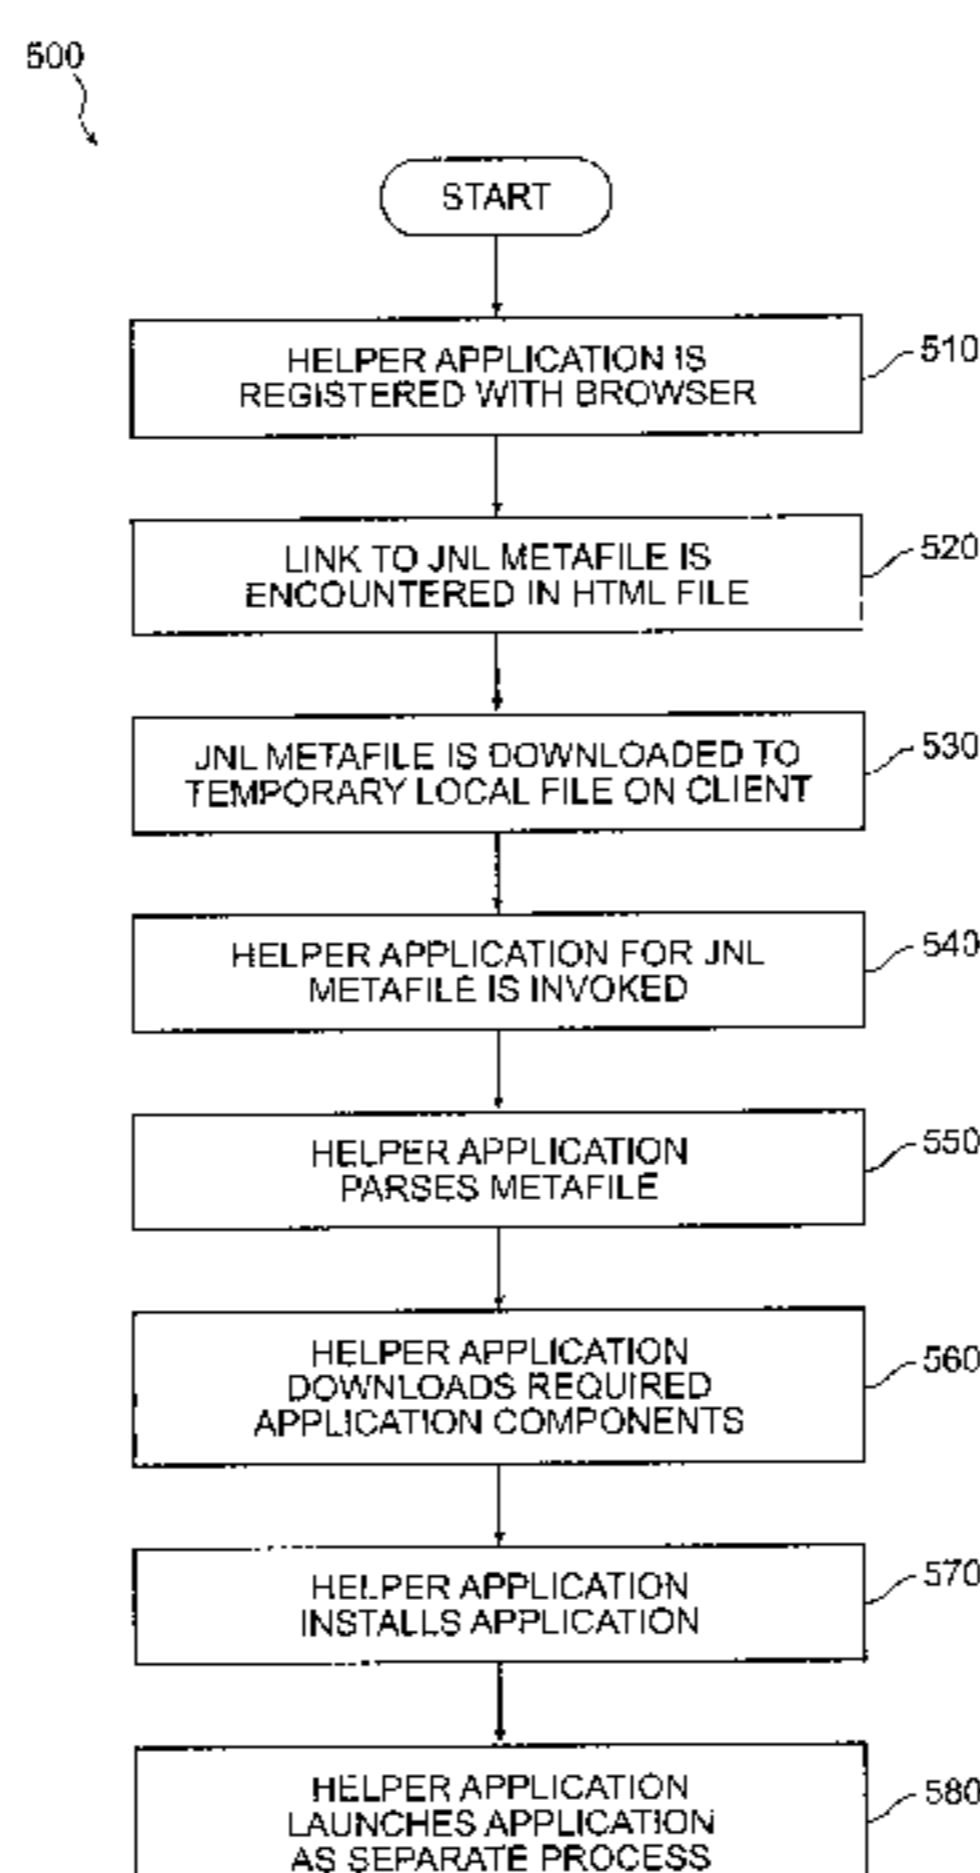 500
START
HELPER APPLICATION IS
REGISTERED WITH BROWSER
510
LINK TO JNL METAFILE IS
ENCOUNTERED IN HTML FILE
520
JNL METAFILE IS DOWNLOADED TO
TEMPORARY LOCAL FILE ON CLIENT
530
HELPER APPLICATION FOR JNL
METAFILE IS INVOKED
540
HELPER APPLICATION
PARSES METAFILE
550
HELPER APPLICATION
DOWNLOADS REQUIRED
APPLICATION COMPONENTS
560
HELPER APPLICATION
INSTALLS APPLICATION
570
HELPER APPLICATION
LAUNCHES APPLICATION
AS SEPARATE PROCESS
580